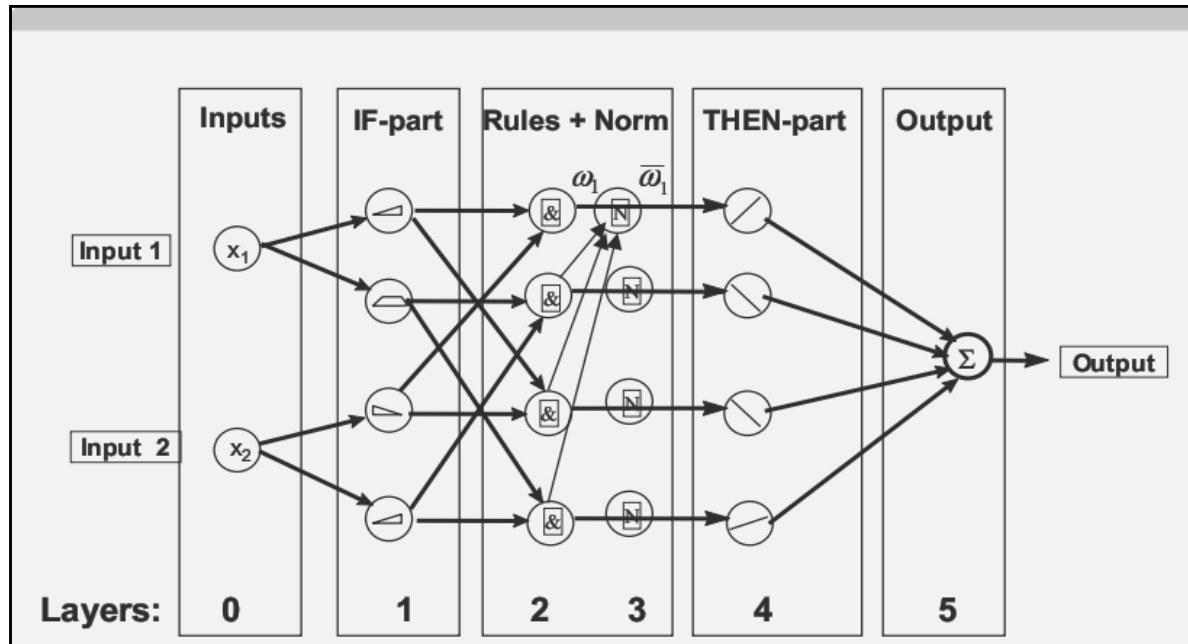 Inputs IF-part Rules + Norm THEN-part Output
ω₁ ω̅₁
& N
Input 1 x₁
& N
Σ Output
& N
Input 2 x₂
& N
Layers: 0 1 2 3 4 5